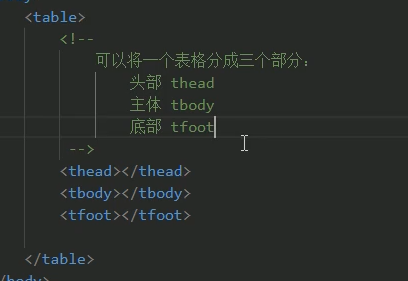 <table>
<!--
可以将一个表格分成三个部分:
头部 thead
主体 tbody
底部 tfoot
-->
<thead></thead>
<tbody></tbody>
<tfoot></tfoot>
</table>
</body>